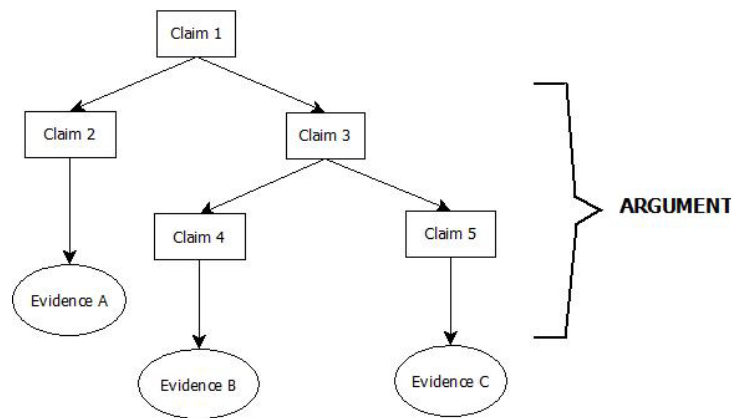 Claim 1
Claim 2
Claim 3
ARGUMENT
Claim 4
Claim 5
Evidence A
Evidence B
Evidence C